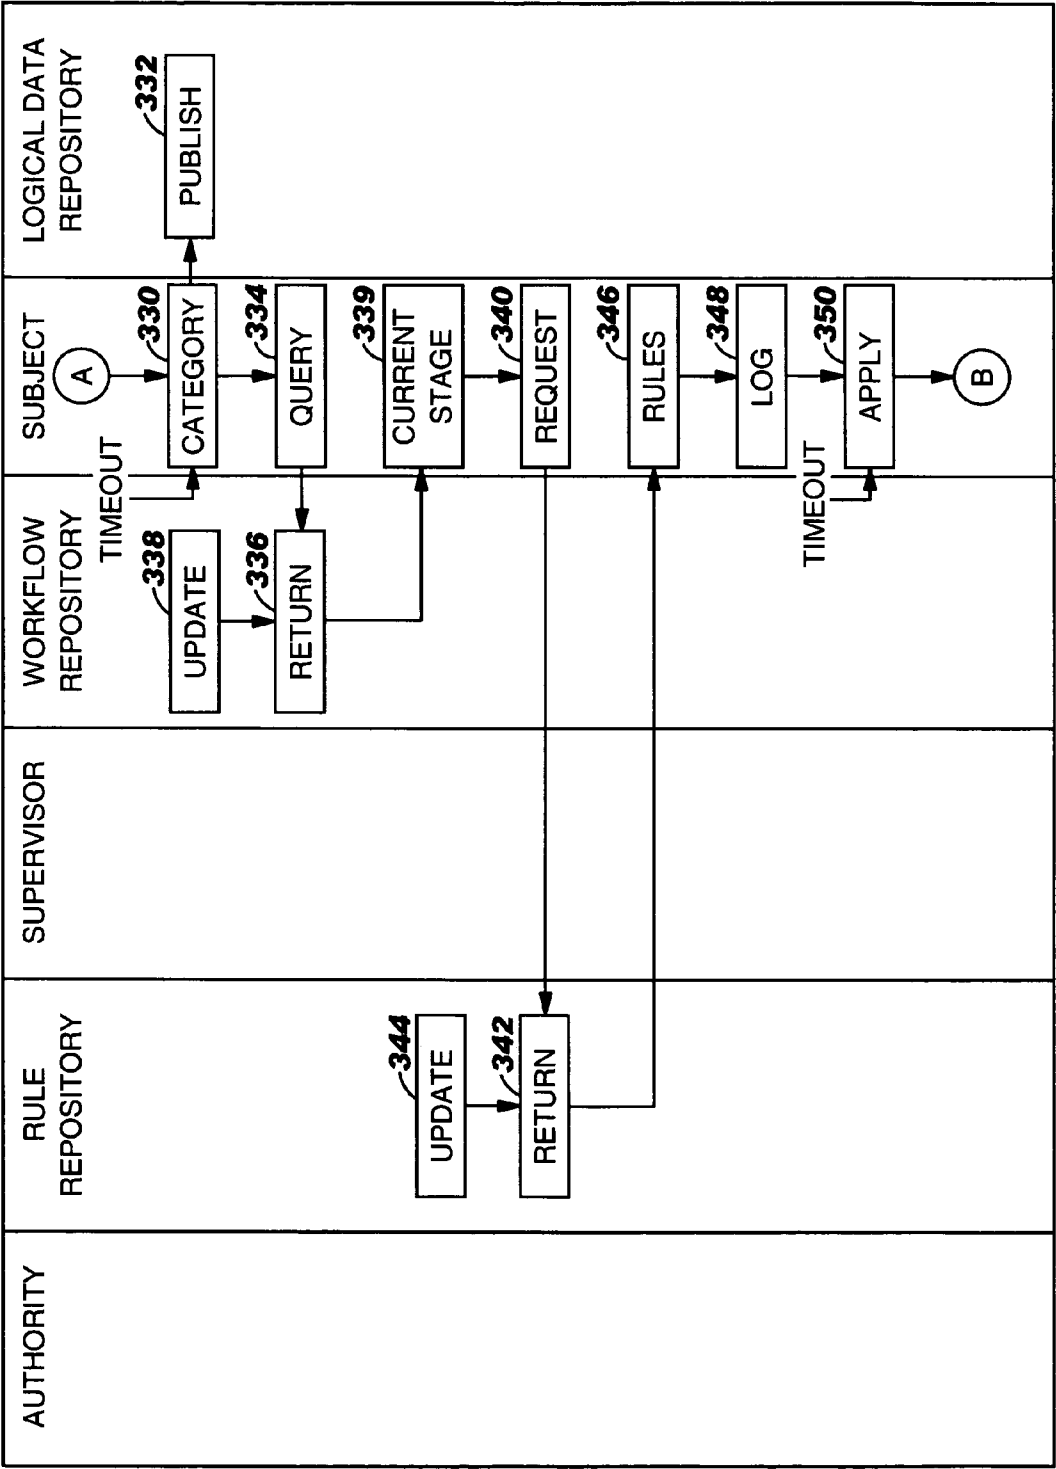 AUTHORITY
RULE
REPOSITORY
SUPERVISOR
WORKFLOW
REPOSITORY
SUBJECT
LOGICAL DATA
REPOSITORY
A
TIMEOUT
330
CATEGORY
332
PUBLISH
338
UPDATE
334
QUERY
336
RETURN
339
CURRENT
STAGE
344
UPDATE
340
REQUEST
342
RETURN
346
RULES
348
LOG
TIMEOUT
350
APPLY
B